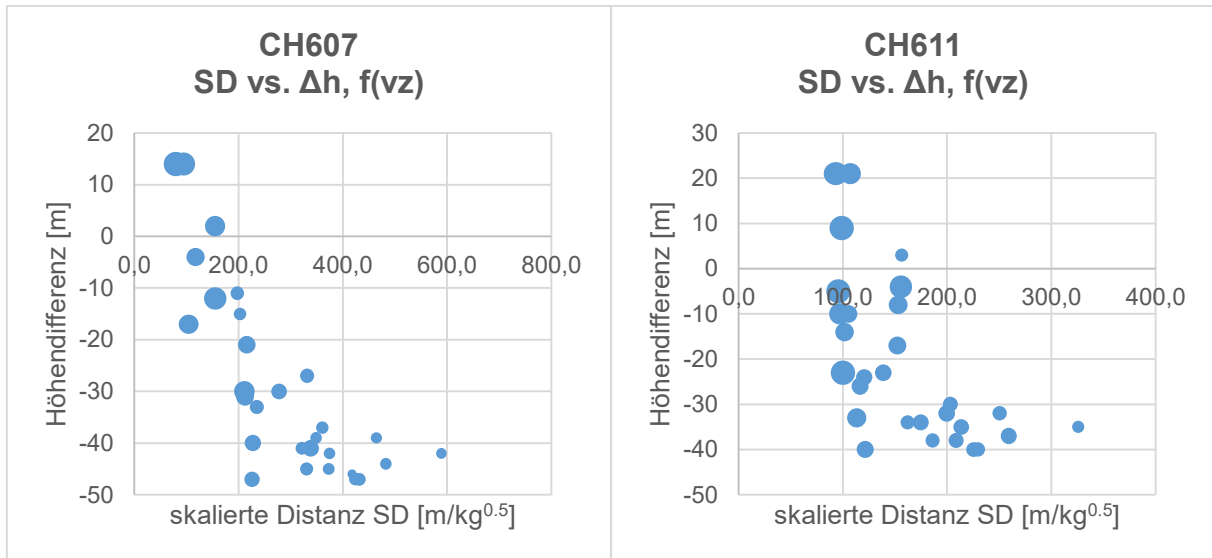 CH607
SD vs. Δh, f(vz)
20
10
0
-10
-20
-30
-40
-50
0,0 200,0 400,0 600,0 800,0
Höhendifferenz [m]
skalierte Distanz SD [m/kg⁰·⁵]
CH611
SD vs. Δh, f(vz)
30
20
10
0
-10
-20
-30
-40
-50
0,0 100,0 200,0 300,0 400,0
Höhendifferenz [m]
skalierte Distanz SD [m/kg⁰·⁵]